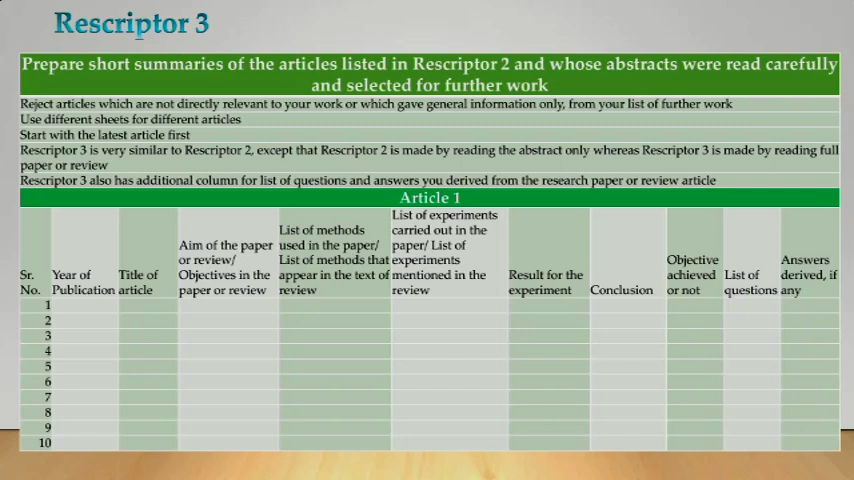 Rescriptor 3
Prepare short summaries of the articles listed in Rescriptor 2 and whose abstracts were read carefully
and selected for further work
Reject articles which are not directly relevant to your work or which gave general information only, from your list of further work
Use different sheets for different articles
Start with the latest article first
Rescriptor 3 is very similar to Rescriptor 2, except that Rescriptor 2 is made by reading the abstract only whereas Rescriptor 3 is made by reading full
paper or review
Rescriptor 3 also has additional column for list of questions and answers you derived from the research paper or review article
Article 1
Sr.
No.
Year of
Publication
Title of
article
Aim of the paper
or review/
Objectives in the
paper or review
List of methods
used in the paper/
List of methods that
appear in the text of
review
List of experiments
carried out in the
paper/ List of
experiments
mentioned in the
review
Result for the
experiment
Conclusion
Objective
achieved
or not
List of
questions
Answers
derived, if
any
1
2
3
4
5
6
7
8
9
10